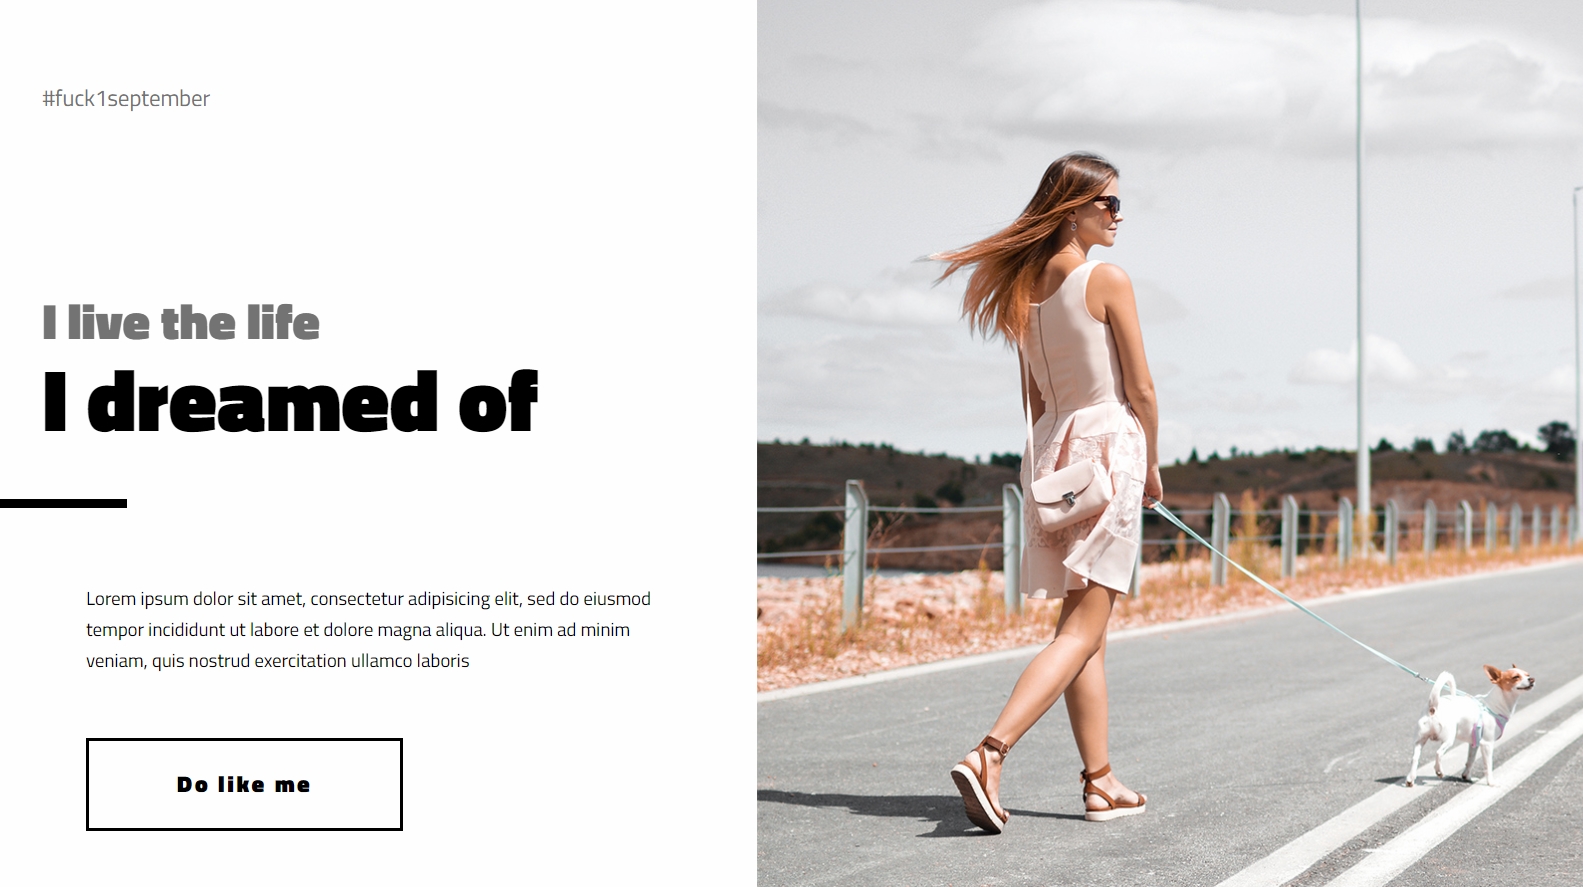 #fuck1september
I live the life
I dreamed of
Lorem ipsum dolor sit amet, consectetur adipisicing elit, sed do eiusmod
tempor incididunt ut labore et dolore magna aliqua. Ut enim ad minim
veniam, quis nostrud exercitation ullamco laboris
Do like me